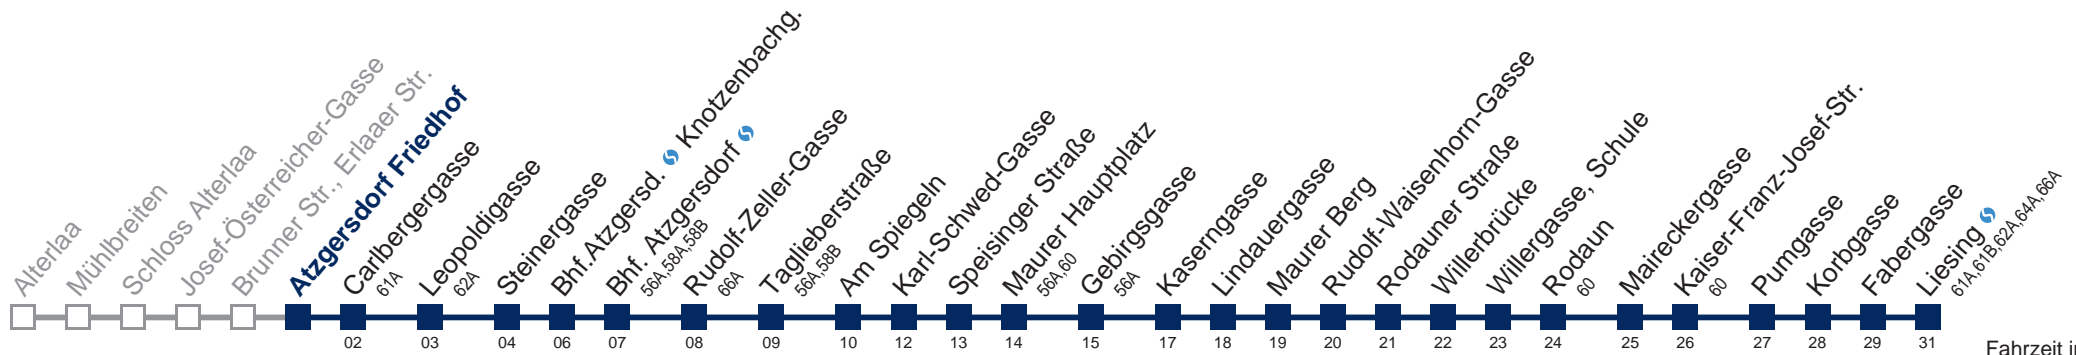 Alterlaa
Mühlbreiten
Schloss Alterlaa
Josef-Österreicher-Gasse
Brunner Str., Erlaaer Str.
Atzgersdorf Friedhof
Carlbergergasse
61A
Leopoldigasse
62A
Steinergasse
Bhf.Atzgersd. Knotzenbachg.
Bhf. Atzgersdorf
56A,58A,58B
Rudolf-Zeller-Gasse
66A
Taglieberstraße
56A,58B
Am Spiegeln
Karl-Schwed-Gasse
Speisinger Straße
Maurer Hauptplatz
56A,60
Gebirgsgasse
56A
Kaserngasse
Lindauergasse
Maurer Berg
Rudolf-Waisenhorn-Gasse
Rodauner Straße
Willerbrücke
Willergasse, Schule
Rodaun
60
Maireckergasse
Kaiser-Franz-Josef-Str.
60
Pumgasse
Korbgasse
Fabergasse
Liesing
61A,61B,62A,64A,66A
02 03 04 06 07 08 09 10 12 13 14 15 17 18 19 20 21 22 23 24 25 26 27 28 29 31
Fahrzeit in